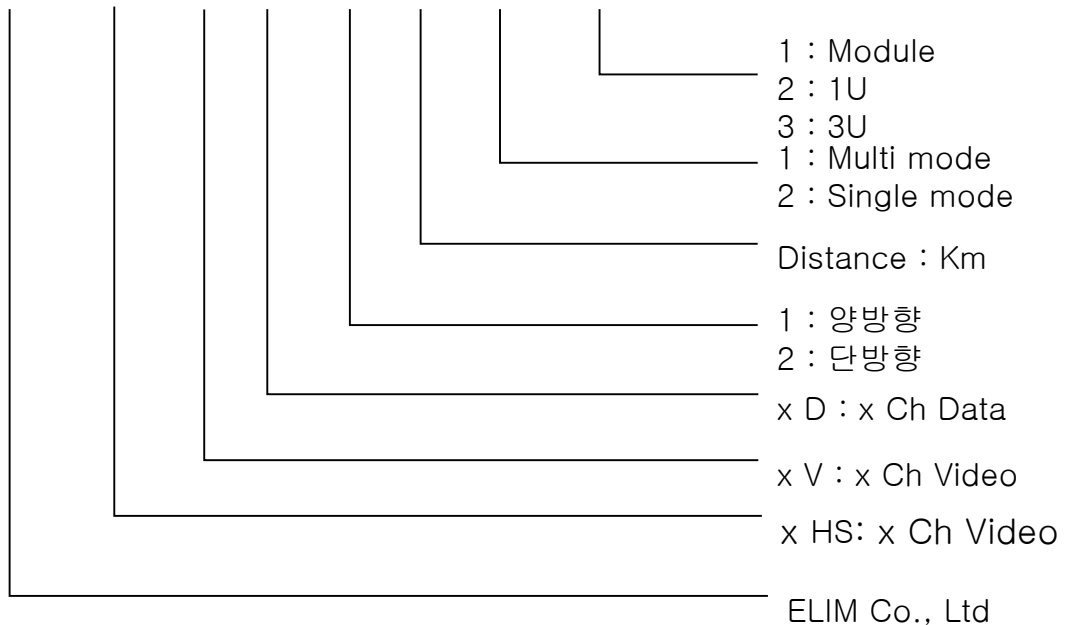 1 : Module
2 : 1U
3 : 3U
1 : Multi mode
2 : Single mode
Distance : Km
1 : 양방향
2 : 단방향
x D : x Ch Data
x V : x Ch Video
x HS: x Ch Video
ELIM Co., Ltd